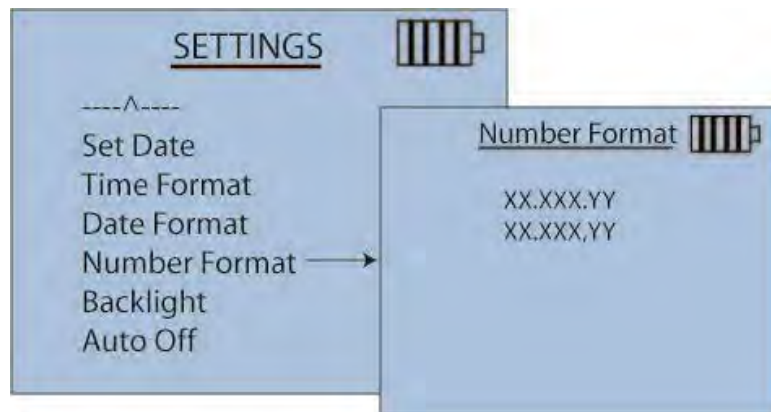 SETTINGS
----^----
Set Date
Time Format
Date Format
Number Format
Backlight
Auto Off
Number Format
XX.XXX.YY
XX.XXX,YY